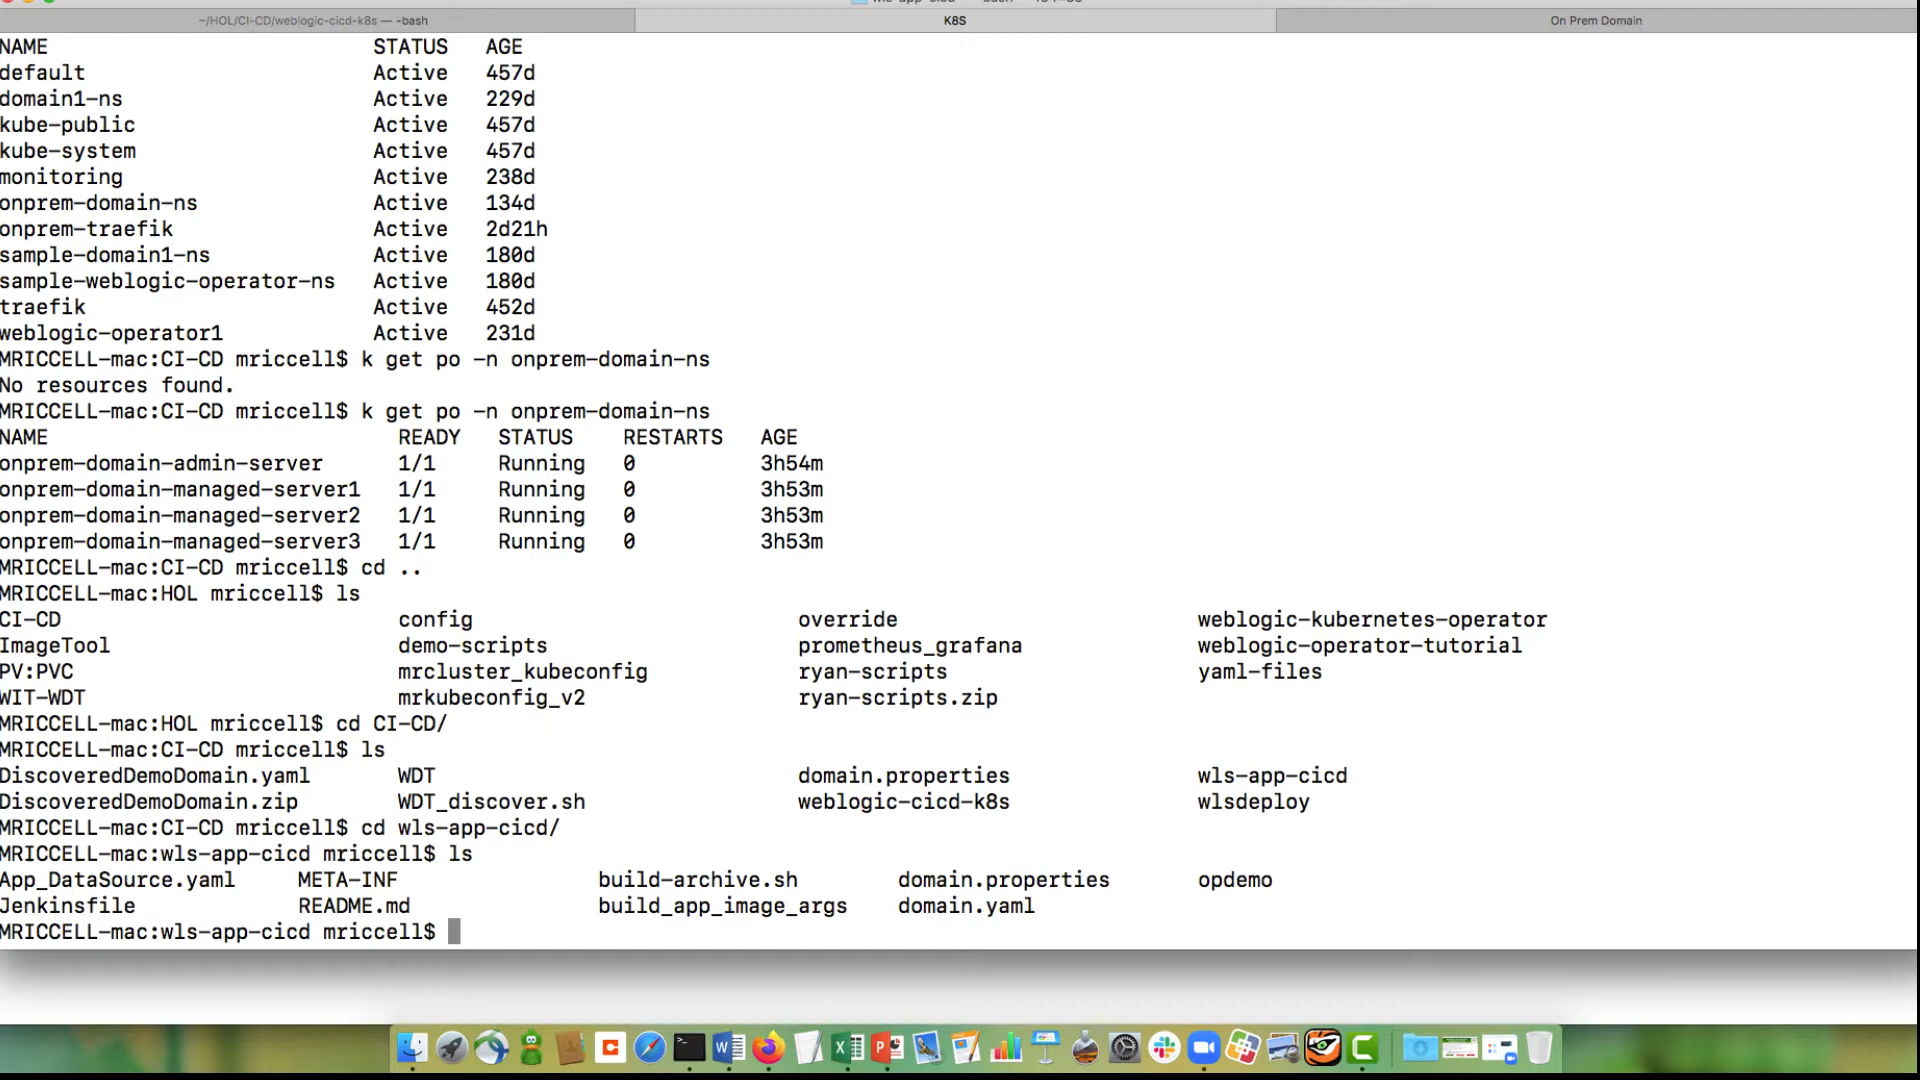 ~/HOL/CI-CD/weblogic-cicd-k8s — -bash
K8S
On Prem Domain
NAME STATUS AGE
default Active 457d
domain1-ns Active 229d
kube-public Active 457d
kube-system Active 457d
monitoring Active 238d
onprem-domain-ns Active 134d
onprem-traefik Active 2d21h
sample-domain1-ns Active 180d
sample-weblogic-operator-ns Active 180d
traefik Active 452d
weblogic-operator1 Active 231d
MRICCELL-mac:CI-CD mriccell$ k get po -n onprem-domain-ns
No resources found.
MRICCELL-mac:CI-CD mriccell$ k get po -n onprem-domain-ns
NAME READY STATUS RESTARTS AGE
onprem-domain-admin-server 1/1 Running 0 3h54m
onprem-domain-managed-server1 1/1 Running 0 3h53m
onprem-domain-managed-server2 1/1 Running 0 3h53m
onprem-domain-managed-server3 1/1 Running 0 3h53m
MRICCELL-mac:CI-CD mriccell$ cd ..
MRICCELL-mac:HOL mriccell$ ls
CI-CD config override weblogic-kubernetes-operator
ImageTool demo-scripts prometheus_grafana weblogic-operator-tutorial
PV:PVC mrcluster_kubeconfig ryan-scripts yaml-files
WIT-WDT mrkubeconfig_v2 ryan-scripts.zip
MRICCELL-mac:HOL mriccell$ cd CI-CD/
MRICCELL-mac:CI-CD mriccell$ ls
DiscoveredDemoDomain.yaml WDT domain.properties wls-app-cicd
DiscoveredDemoDomain.zip WDT_discover.sh weblogic-cicd-k8s wlsdeploy
MRICCELL-mac:CI-CD mriccell$ cd wls-app-cicd/
MRICCELL-mac:wls-app-cicd mriccell$ ls
App_DataSource.yaml META-INF build-archive.sh domain.properties opdemo
Jenkinsfile README.md build_app_image_args domain.yaml
MRICCELL-mac:wls-app-cicd mriccell$